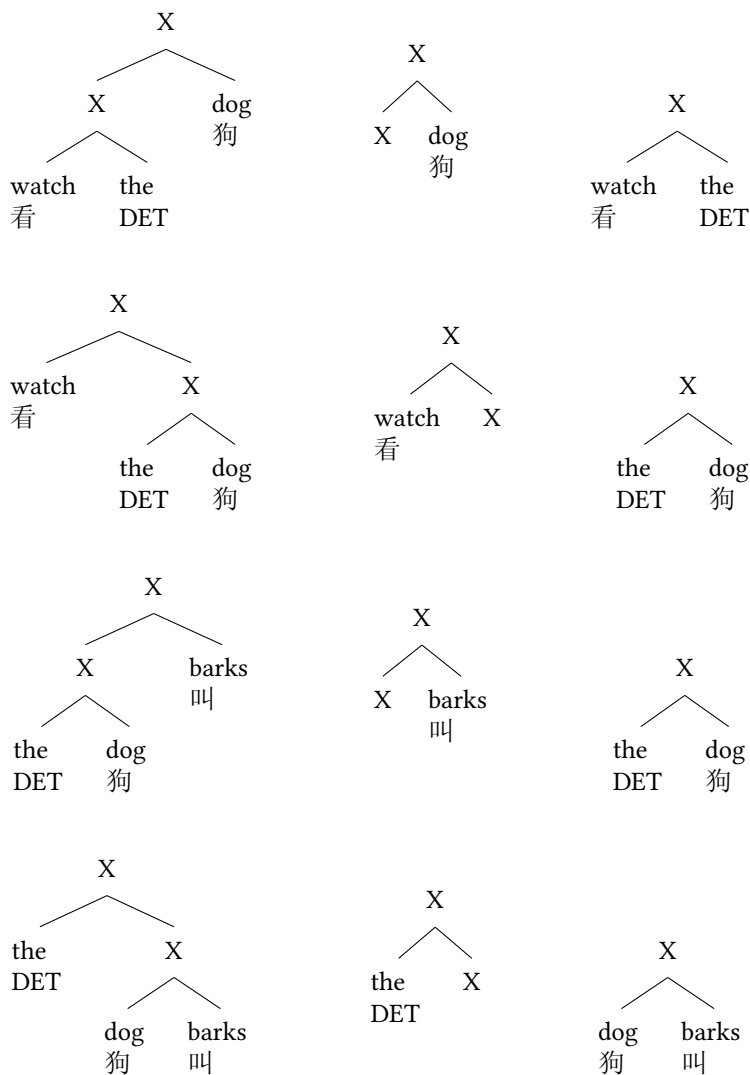 X
X
X dog X
狗
X dog
狗
watch the watch the
看 DET 看 DET
X
X
watch X X
看
watch X
看
the dog the dog
DET 狗 DET 狗
X
X
X barks X
叫
X barks
叫
the dog the dog
DET 狗 DET 狗
X
X
the X X
DET
the X
DET
dog barks dog barks
狗 叫 狗 叫